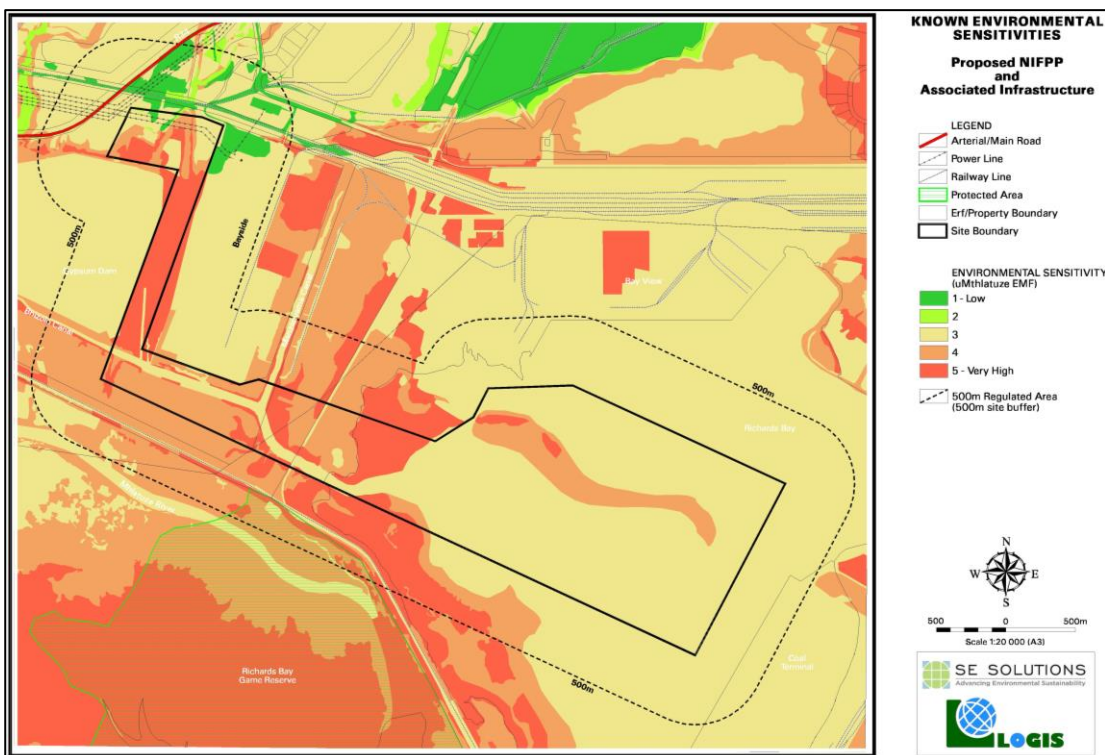 KNOWN ENVIRONMENTAL
SENSITIVITIES
Proposed NIFPP
and
Associated Infrastructure
LEGEND
Arterial/Main Road
Power Line
Railway Line
Protected Area
Erf/Property Boundary
Site Boundary
ENVIRONMENTAL SENSITIVITY
(uMthlatuze EMF)
1 - Low
2
3
4
5 - Very High
500m Regulated Area
(500m site buffer)
500m
Bayside
Bay View
500m
Richards Bay
Richards Bay
Game Reserve
500m
Coal
Terminal
N
W E
S
500 0 500m
Scale 1:20 000 (A3)
SE SOLUTIONS
Advancing Environmental Sustainability
LOGIS